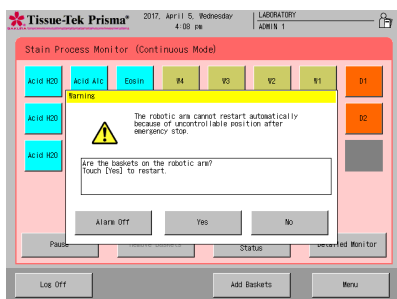 Tissue-Tek Prisma®
2017, April 5, Wednesday
4:08 pm
LABORATORY
ADMIN 1
SAKURA
Stain Process Monitor (Continuous Mode)
Acid H2O
Acid Alc
Eosin
W4
W3
W2
W1
D1
Warning
Acid H2O
The robotic arm cannot restart automatically
because of uncontrollable position after
emergency stop.
D2
Acid H2O
Are the baskets on the robotic arm?
Touch [Yes] to restart.
Alarm Off
Yes
No
Pause
Status
Detailed Monitor
Log Off
Add Baskets
Menu